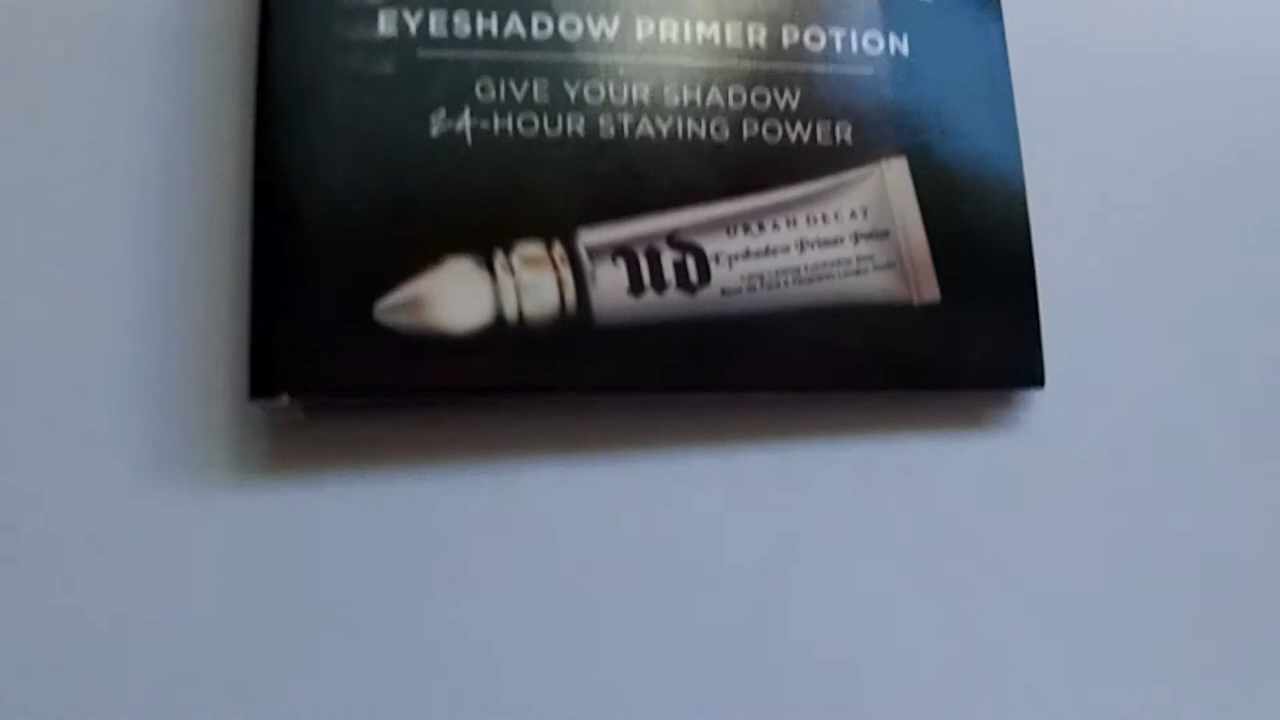 EYESHADOW PRIMER POTION
GIVE YOUR SHADOW
24-HOUR STAYING POWER
URBAN DECAY
UD
Eyeshadow Primer Potion